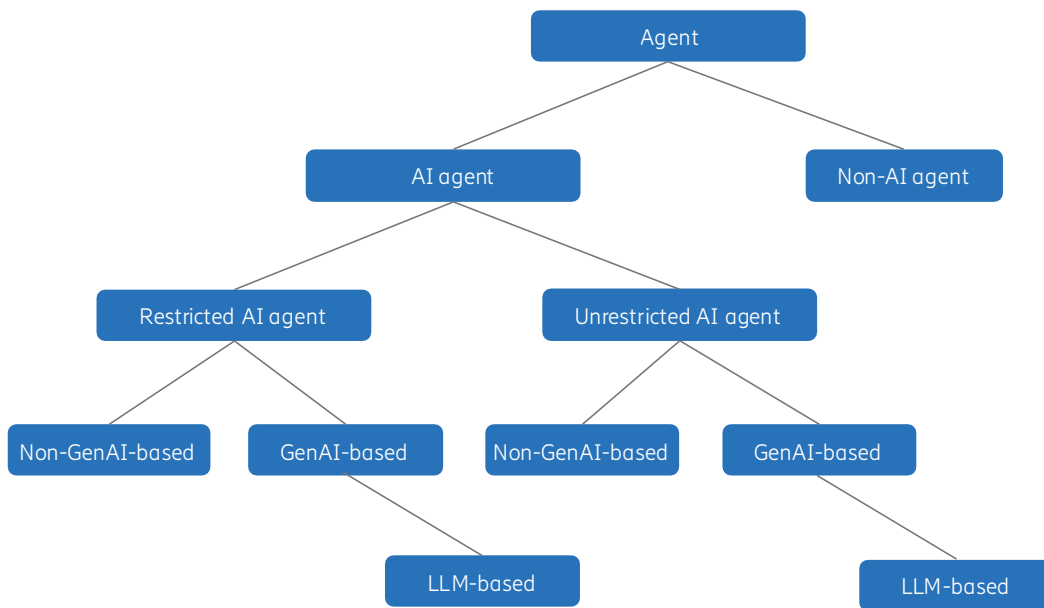 Agent
AI agent
Non-AI agent
Restricted AI agent
Unrestricted AI agent
Non-GenAI-based
GenAI-based
Non-GenAI-based
GenAI-based
LLM-based
LLM-based